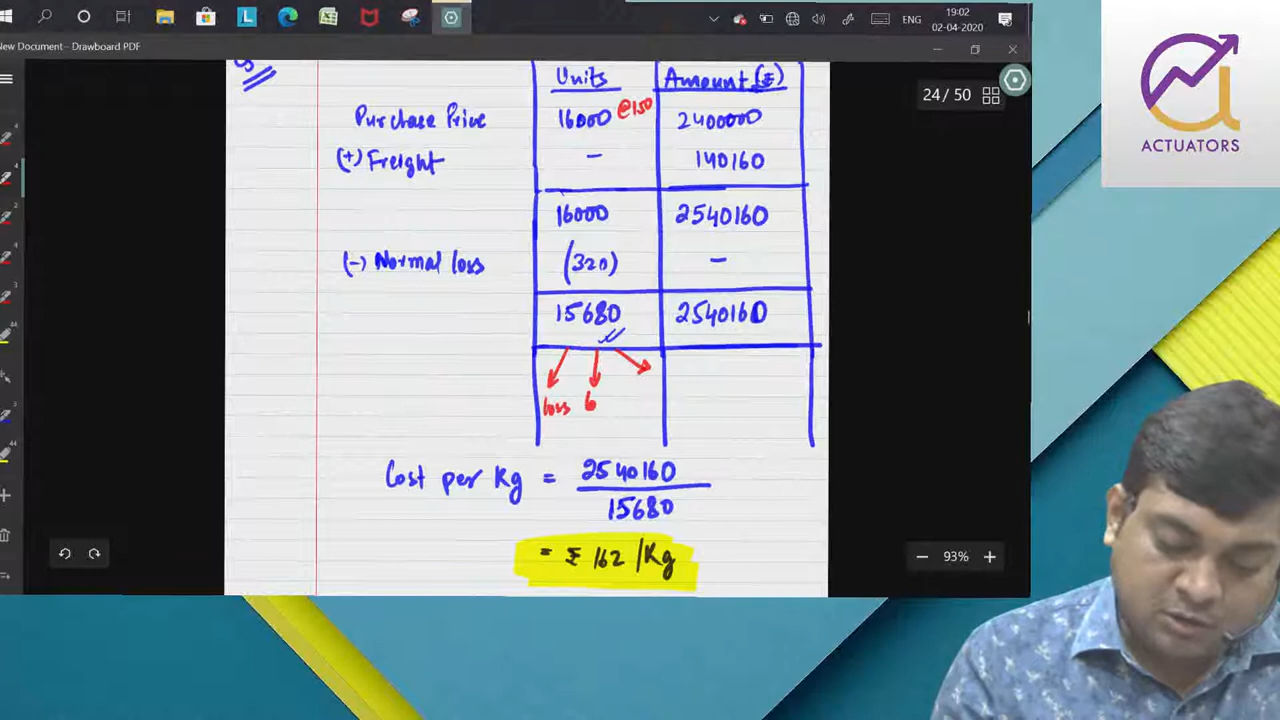 19:02
ENG
02-04-2020
New Document - Drawboard PDF
24 / 50
ACTUATORS
Units Amount (₹)
Purchase Price 16000 @150 2400000
(+) Freight – 140160
16000 2540160
(-) Normal loss (320) –
15680 2540160
loss 6
Cost per Kg = 2540160
15680
= ₹ 162 /Kg
93%